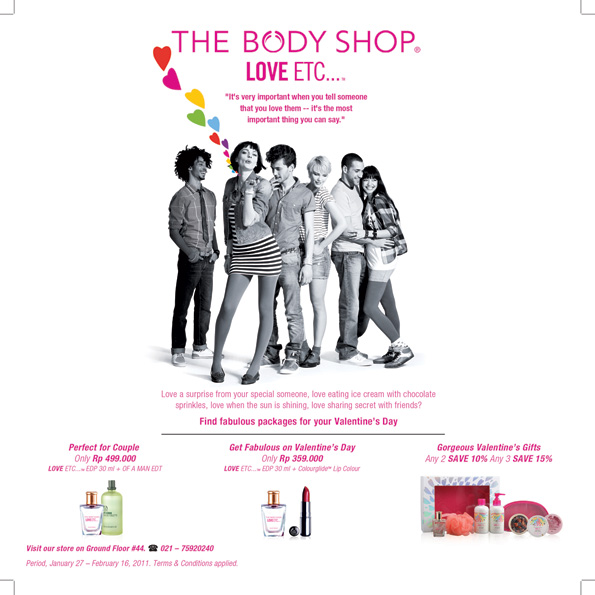 THE BODY SHOP®
LOVE ETC...™
"It's very important when you tell someone
that you love them -- it's the most
important thing you can say."
Love a surprise from your special someone, love eating ice cream with chocolate
sprinkles, love when the sun is shining, love sharing secret with friends?
Find fabulous packages for your Valentine's Day
Perfect for Couple
Only Rp 499.000
LOVE ETC...™ EDP 30 ml + OF A MAN EDT
Get Fabulous on Valentine's Day
Only Rp 359.000
LOVE ETC...™ EDP 30 ml + Colourglide™ Lip Colour
Gorgeous Valentine's Gifts
Any 2 SAVE 10% Any 3 SAVE 15%
Visit our store on Ground Floor #44. ☎ 021 – 75920240
Period, January 27 – February 16, 2011. Terms & Conditions applied.